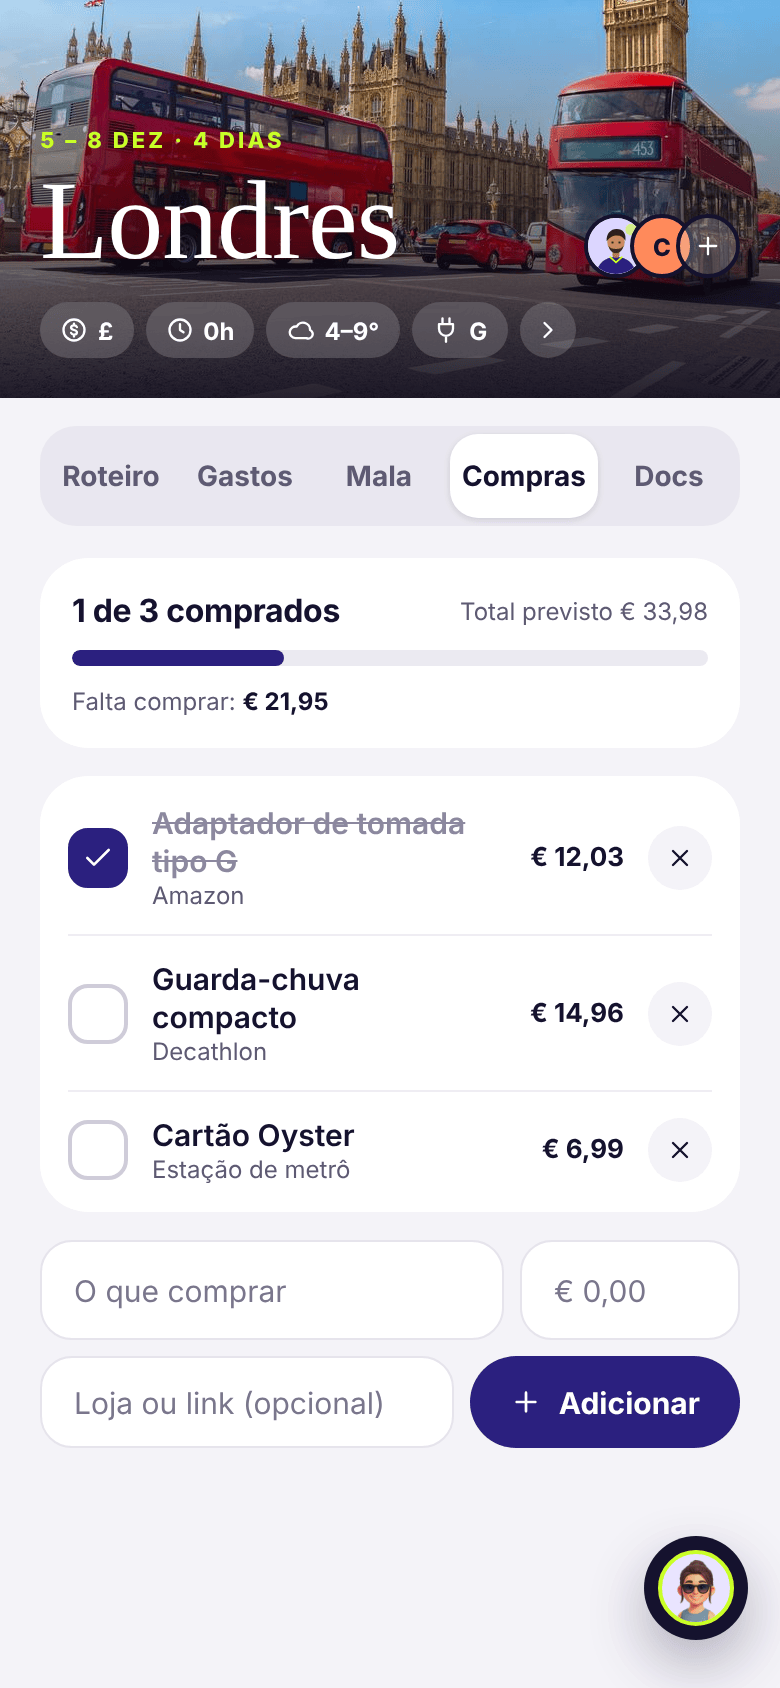 5 – 8 DEZ · 4 DIAS
Londres
453
C
£
0h
4–9°
G
Roteiro
Gastos
Mala
Compras
Docs
1 de 3 comprados
Total previsto € 33,98
Falta comprar: € 21,95
Adaptador de tomada
tipo G
Amazon
€ 12,03
Guarda-chuva
compacto
Decathlon
€ 14,96
Cartão Oyster
Estação de metrô
€ 6,99
O que comprar
€ 0,00
Loja ou link (opcional)
Adicionar